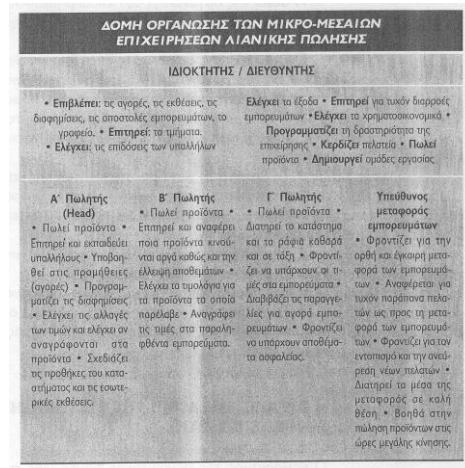 ΔΟΜΗ ΟΡΓΑΝΩΣΗΣ ΤΩΝ ΜΙΚΡΟ-ΜΕΣΑΙΩΝ
ΕΠΙΧΕΙΡΗΣΕΩΝ ΛΙΑΝΙΚΗΣ ΠΩΛΗΣΗΣ
ΙΔΙΟΚΤΗΤΗΣ / ΔΙΕΥΘΥΝΤΗΣ
• Επιβλέπει: τις αγορές, τις εκθέσεις, τις
διαφημίσεις, τις αποστολές εμπορευμάτων, το
γραφείο. • Επιτηρεί: τα τμήματα.
• Ελέγχει: τις επιδόσεις των υπαλλήλων
Ελέγχει τα έξοδα • Επιτηρεί για τυχόν διαρροές
εμπορευμάτων • Ελέγχει τα χρηματοοικονομικά •
Προγραμματίζει τη δραστηριότητα της
επιχείρησης • Κερδίζει πελατεία • Πωλεί
προϊόντα • Δημιουργεί ομάδες εργασίας
Α΄ Πωλητής
(Head)
• Πωλεί προϊόντα •
Επιτηρεί και εκπαιδεύει
υπαλλήλους • Υποβοη-
θεί στις προμήθειες
(αγορές) • Προγραμ-
ματίζει τις διαφημίσεις
• Ελέγχει τις αλλαγές
των τιμών και ελέγχει αν
αναγράφονται στα
προϊόντα • Σχεδιάζει
τις προθήκες του κατα-
στήματος και τις εσωτε-
ρικές εκθέσεις.
Β΄ Πωλητής
• Πωλεί προϊόντα •
Επιτηρεί και αναφέρει
ποια προϊόντα κινού-
νται αργά καθώς και την
έλλειψη αποθεμάτων •
Ελέγχει τα τιμολόγια για
τα προϊόντα τα οποία
παρέλαβε • Αναγράφει
τις τιμές στα παραλη-
φθέντα εμπορεύματα.
Γ΄ Πωλητής
• Πωλεί προϊόντα •
Διατηρεί το κατάστημα
και τα ράφια καθαρά
και σε τάξη • Φροντί-
ζει να υπάρχουν οι τι-
μές στα εμπορεύματα •
Διαβιβάζει τις παραγγε-
λίες για αγορά εμπο-
ρευμάτων • Φροντίζει
να υπάρχουν αποθέμα-
τα ασφαλείας.
Υπεύθυνος
μεταφοράς
εμπορευμάτων
• Φροντίζει για την
ορθή και έγκαιρη μετα-
φορά των εμπορευμά-
των • Αναφέρεται για
τυχόν παράπονα πελα-
τών ως προς τη μετα-
φορά των εμπορευμά-
των • Φροντίζει για τον
εντοπισμό και την ανεύ-
ρεση νέων πελατών •
Διατηρεί τα μέσα της
μεταφοράς σε καλή
θέση • Βοηθά στην
πώληση προϊόντων στις
ώρες μεγάλης κίνησης.